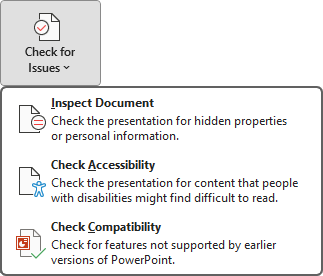 Check for
Issues
Inspect Document
Check the presentation for hidden properties
or personal information.
Check Accessibility
Check the presentation for content that people
with disabilities might find difficult to read.
Check Compatibility
Check for features not supported by earlier
versions of PowerPoint.